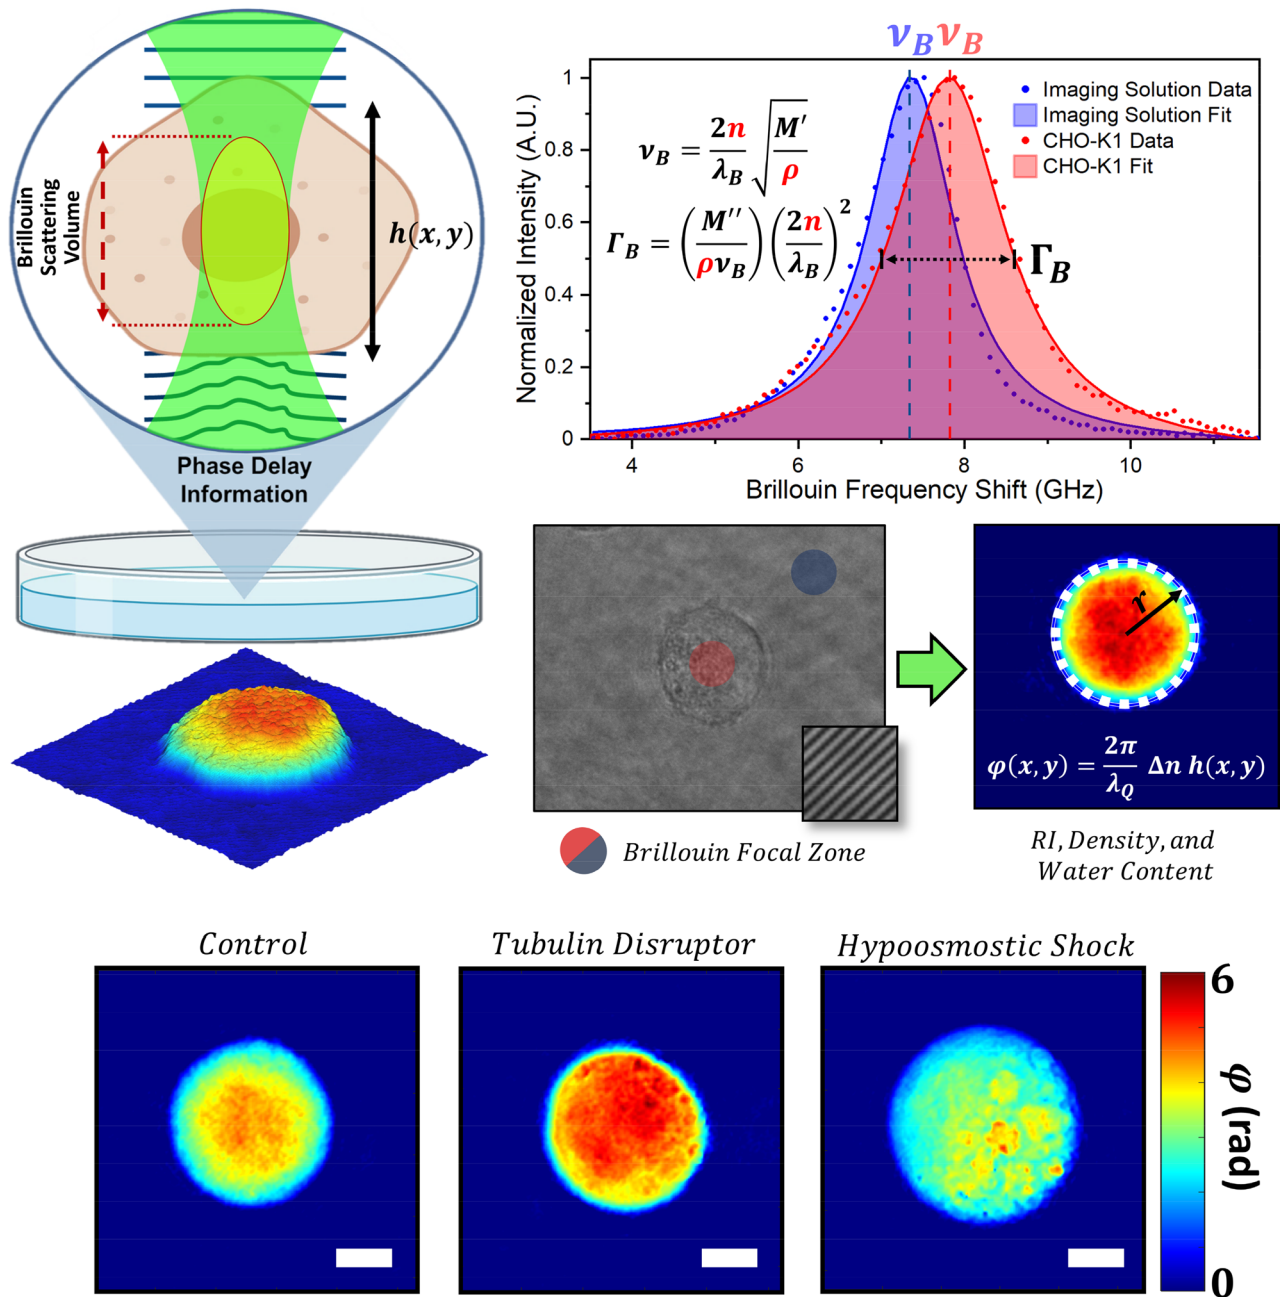 Brillouin
Scattering
Volume
h(x, y)
Phase Delay
Information
ν_B ν_B
Normalized Intensity (A.U.)
1
0.8
0.6
0.4
0.2
0
ν_B = 2n/λ_B √(M′/ρ)
Γ_B = (M″/(ρν_B)) (2n/λ_B)²
Imaging Solution Data
Imaging Solution Fit
CHO-K1 Data
CHO-K1 Fit
Γ_B
4 6 8 10
Brillouin Frequency Shift (GHz)
r
φ(x, y) = 2π/λ_Q Δn h(x, y)
Brillouin Focal Zone
RI, Density, and
Water Content
Control
Tubulin Disruptor
Hypoosmostic Shock
6
φ (rad)
0